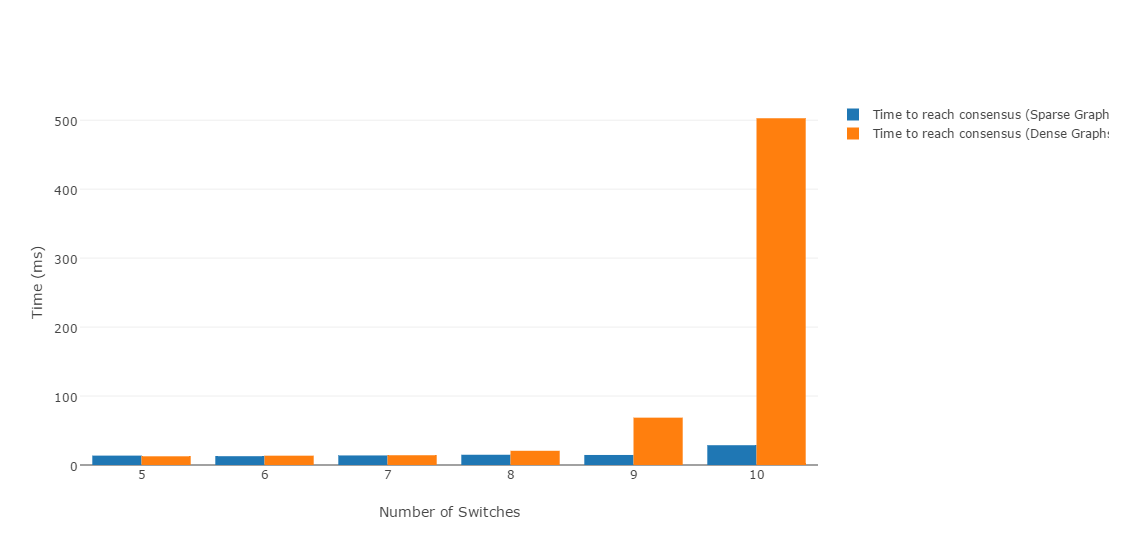 Time to reach consensus (Sparse Graph
Time to reach consensus (Dense Graphs
500
400
300
200
100
0
Time (ms)
5 6 7 8 9 10
Number of Switches